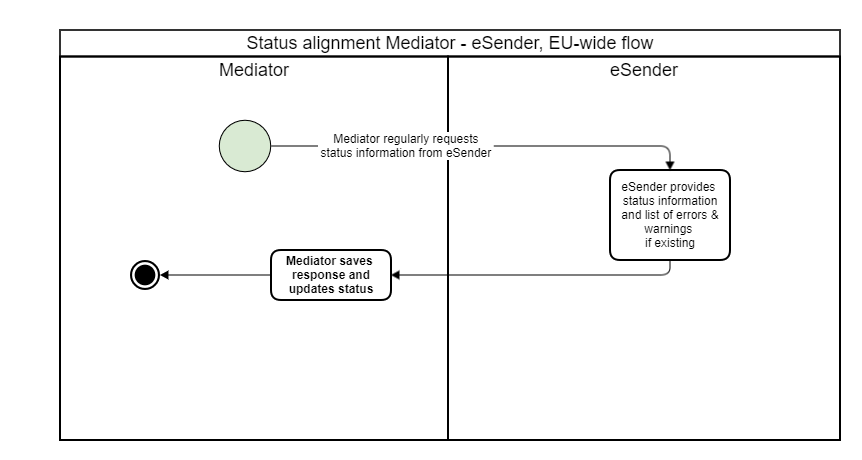 Status alignment Mediator - eSender, EU-wide flow
Mediator
eSender
Mediator regularly requests
status information from eSender
eSender provides
status information
and list of errors &
warnings
if existing
Mediator saves
response and
updates status